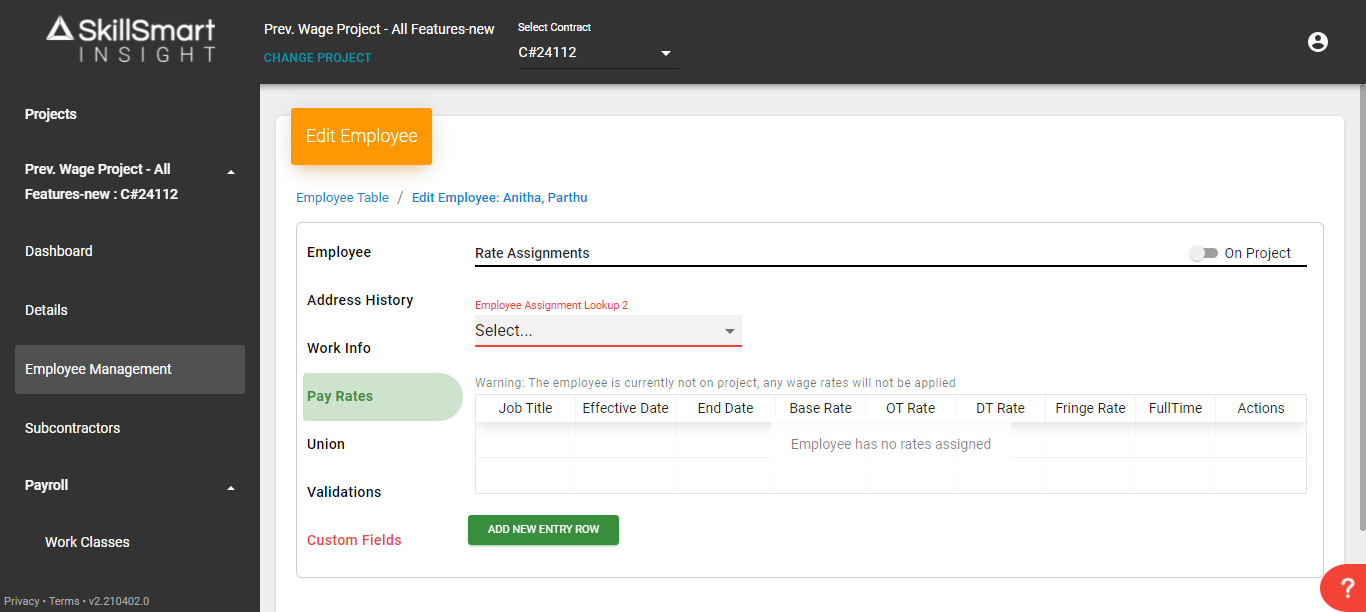 SkillSmart
INSIGHT
Prev. Wage Project - All Features-new
CHANGE PROJECT
Select Contract
C#24112
Projects
Prev. Wage Project - All
Features-new : C#24112
Dashboard
Details
Employee Management
Subcontractors
Payroll
Work Classes
Privacy • Terms • v2.210402.0
Edit Employee
Employee Table / Edit Employee: Anitha, Parthu
Employee
Address History
Work Info
Pay Rates
Union
Validations
Custom Fields
Rate Assignments
On Project
Employee Assignment Lookup 2
Select...
Warning: The employee is currently not on project, any wage rates will not be applied
Job Title Effective Date End Date Base Rate OT Rate DT Rate Fringe Rate FullTime Actions
Employee has no rates assigned
ADD NEW ENTRY ROW
?